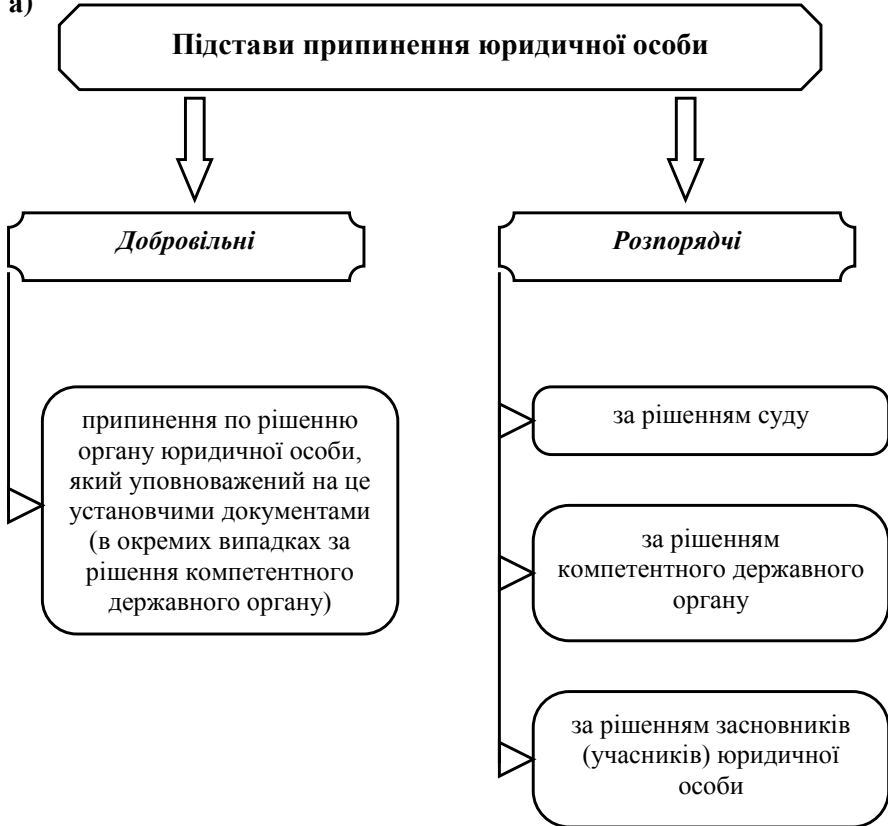 а)
Підстави припинення юридичної особи
Добровільні
Розпорядчі
припинення по рішенню
органу юридичної особи,
який уповноважений на це
установчими документами
(в окремих випадках за
рішення компетентного
державного органу)
за рішенням суду
за рішенням
компетентного державного
органу
за рішенням засновників
(учасників) юридичної
особи